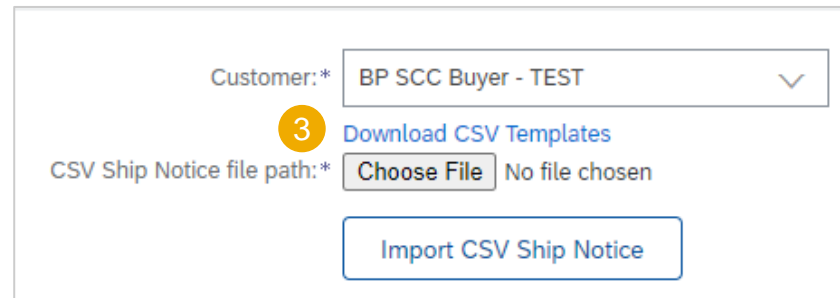 Customer:* BP SCC Buyer - TEST
3 Download CSV Templates
CSV Ship Notice file path:* Choose File No file chosen
Import CSV Ship Notice